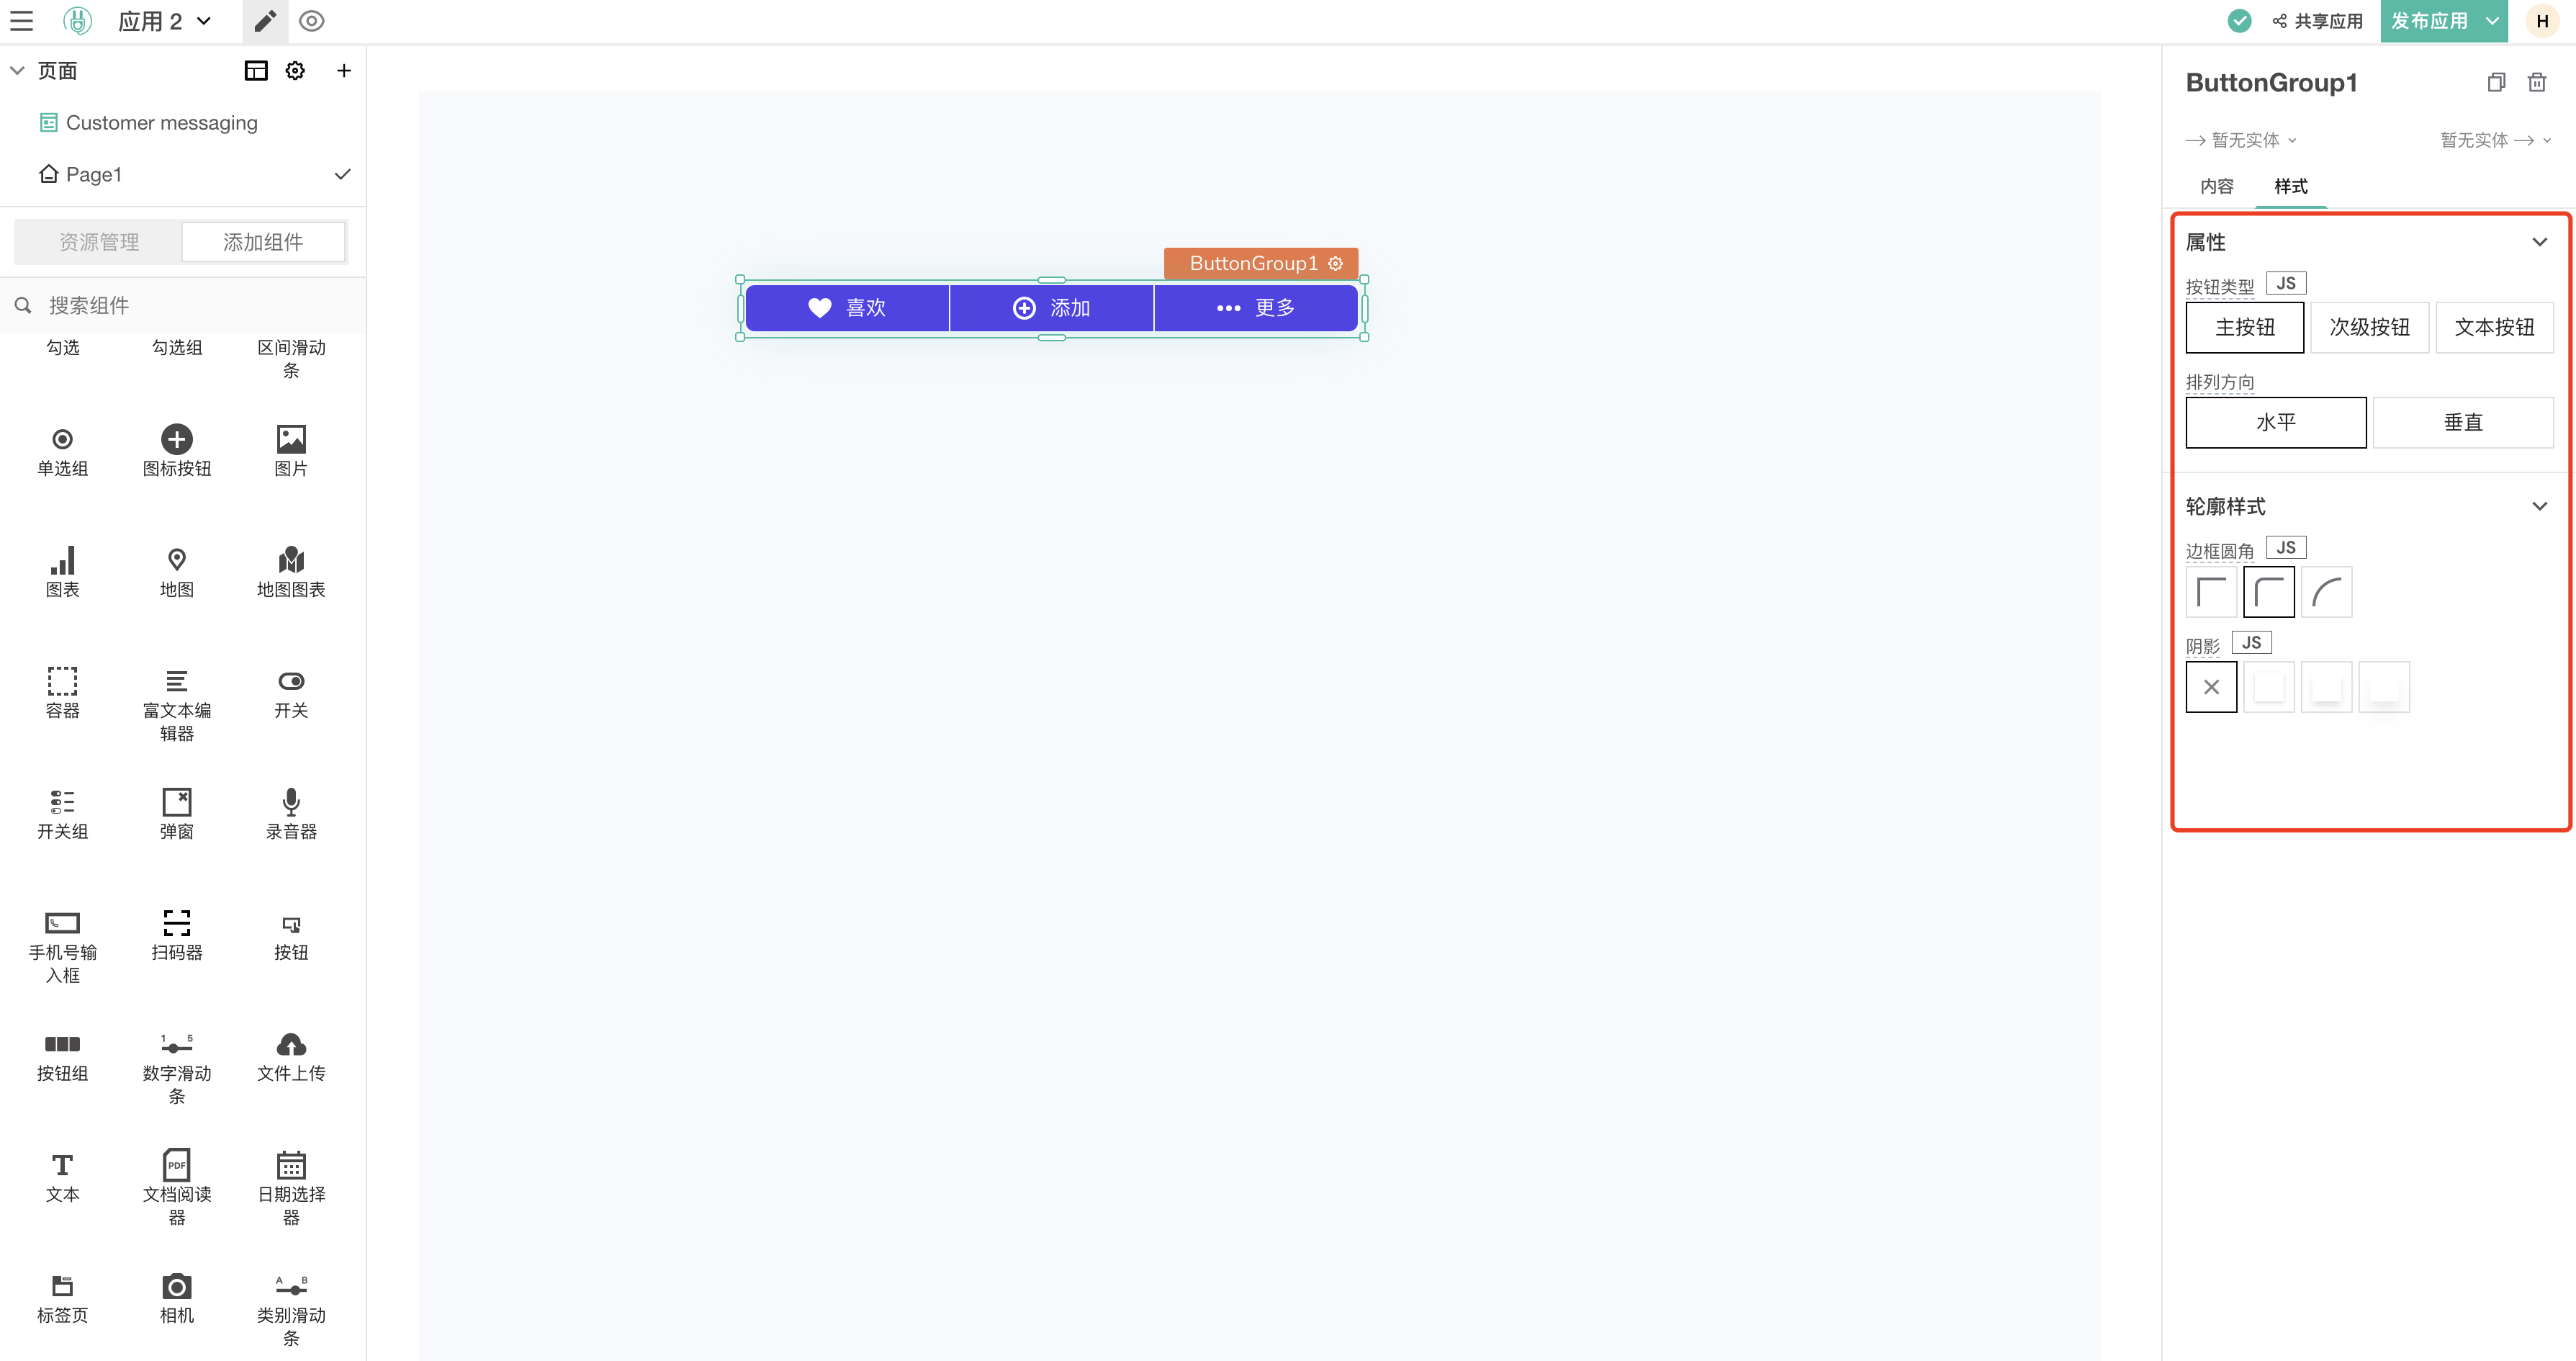 应用 2
共享应用
发布应用
H
页面
Customer messaging
Page1
资源管理
添加组件
搜索组件
勾选
勾选组
区间滑动
条
单选组
图标按钮
图片
图表
地图
地图图表
容器
富文本编
辑器
开关
开关组
弹窗
录音器
手机号输
入框
扫码器
按钮
按钮组
1 5
数字滑动
条
文件上传
文本
PDF
文档阅读
器
日期选择
器
标签页
相机
A B
类别滑动
条
ButtonGroup1
喜欢
添加
更多
ButtonGroup1
暂无实体
暂无实体
内容
样式
属性
按钮类型
JS
主按钮
次级按钮
文本按钮
排列方向
水平
垂直
轮廓样式
边框圆角
JS
阴影
JS